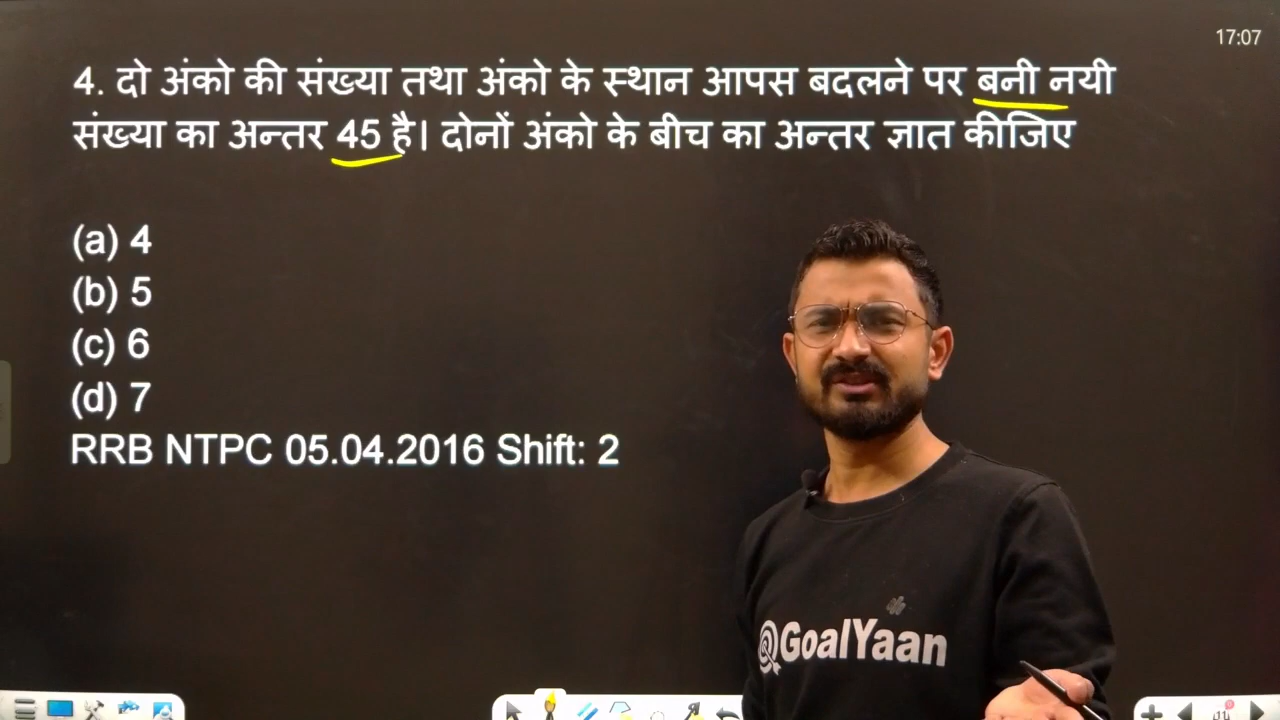 17:07
4. दो अंको की संख्या तथा अंको के स्थान आपस बदलने पर बनी नयी
संख्या का अन्तर 45 है। दोनों अंको के बीच का अन्तर ज्ञात कीजिए
(a) 4
(b) 5
(c) 6
(d) 7
RRB NTPC 05.04.2016 Shift: 2
@GoalYaan